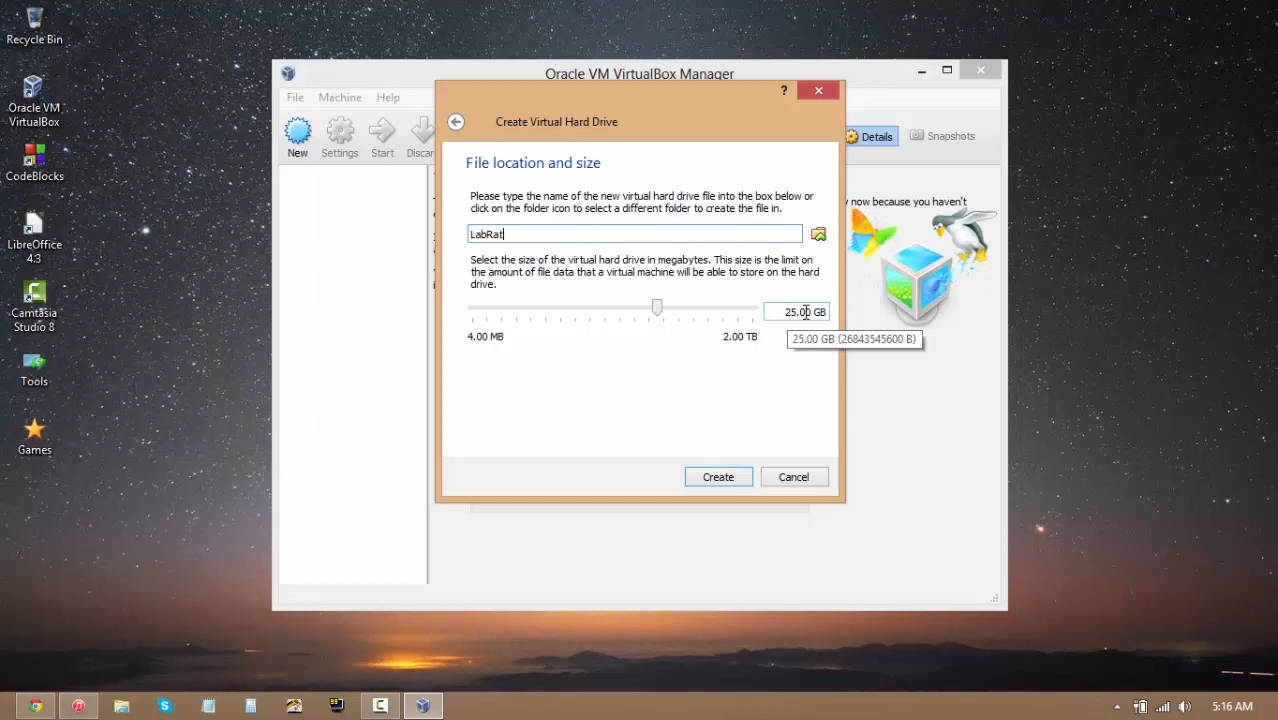 Recycle Bin
Oracle VM
VirtualBox
CodeBlocks
LibreOffice
4.3
Camtasia
Studio 8
Tools
Games
Oracle VM VirtualBox Manager
File Machine Help
New Settings Start Discar
Details Snapshots
y now because you haven't
?
Create Virtual Hard Drive
File location and size
Please type the name of the new virtual hard drive file into the box below or
click on the folder icon to select a different folder to create the file in.
LabRat
Select the size of the virtual hard drive in megabytes. This size is the limit on
the amount of file data that a virtual machine will be able to store on the hard
drive.
25.00 GB
4.00 MB 2.00 TB
25.00 GB (26843545600 B)
Create Cancel
5:16 AM